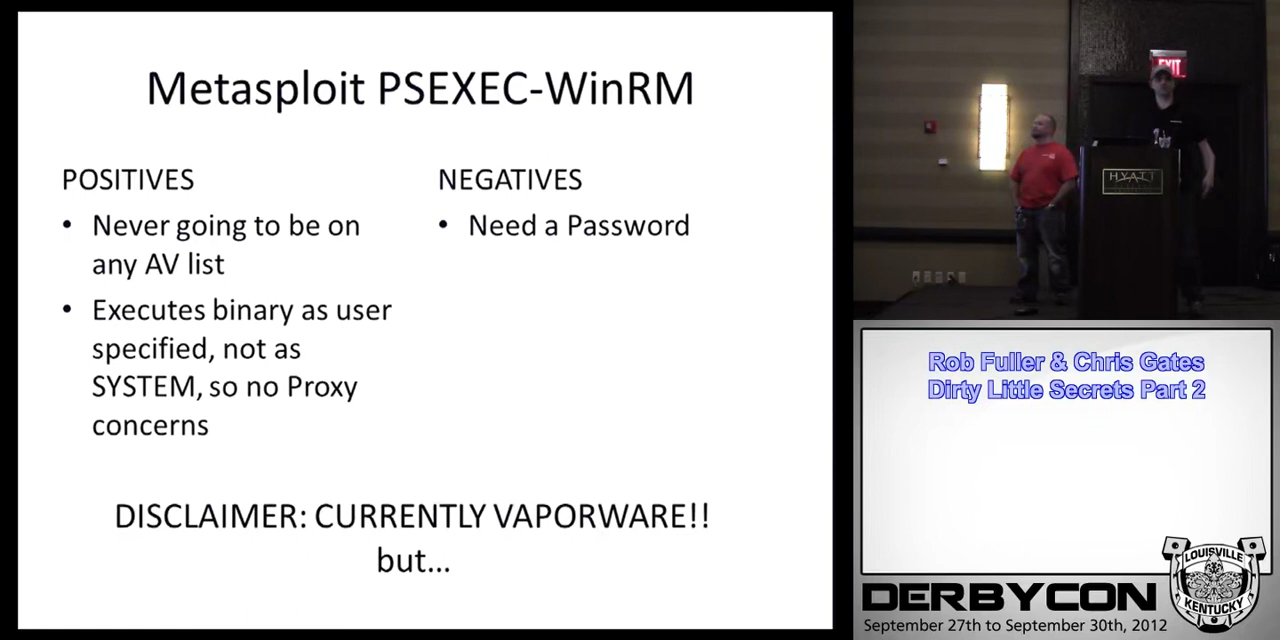 Metasploit PSEXEC-WinRM
POSITIVES
• Never going to be on
any AV list
• Executes binary as user
specified, not as
SYSTEM, so no Proxy
concerns
NEGATIVES
• Need a Password
DISCLAIMER: CURRENTLY VAPORWARE!!
but...
EXIT
HYATT
Rob Fuller & Chris Gates
Dirty Little Secrets Part 2
LOUISVILLE
KENTUCKY
DERBYCON
September 27th to September 30th, 2012